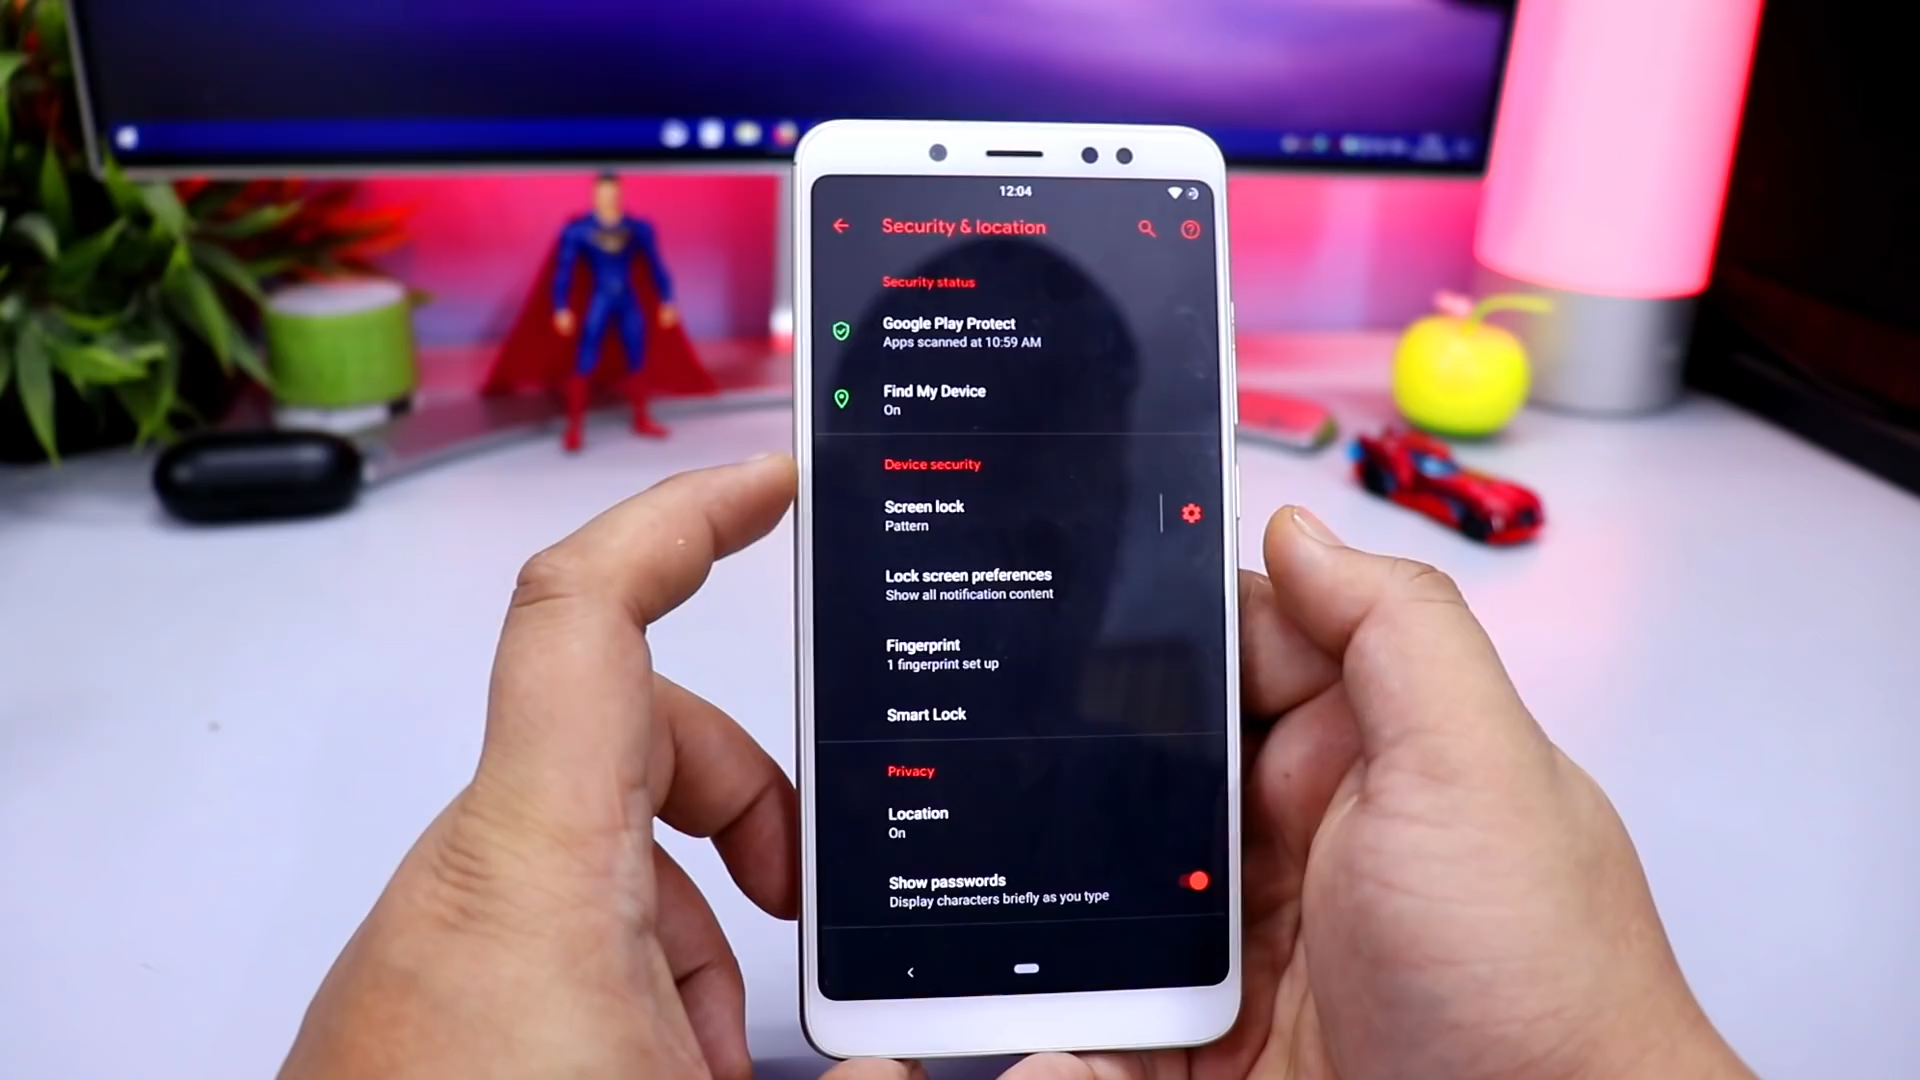 12:04
Security & location
Security status
Google Play Protect
Apps scanned at 10:59 AM
Find My Device
On
Device security
Screen lock
Pattern
Lock screen preferences
Show all notification content
Fingerprint
1 fingerprint set up
Smart Lock
Privacy
Location
On
Show passwords
Display characters briefly as you type